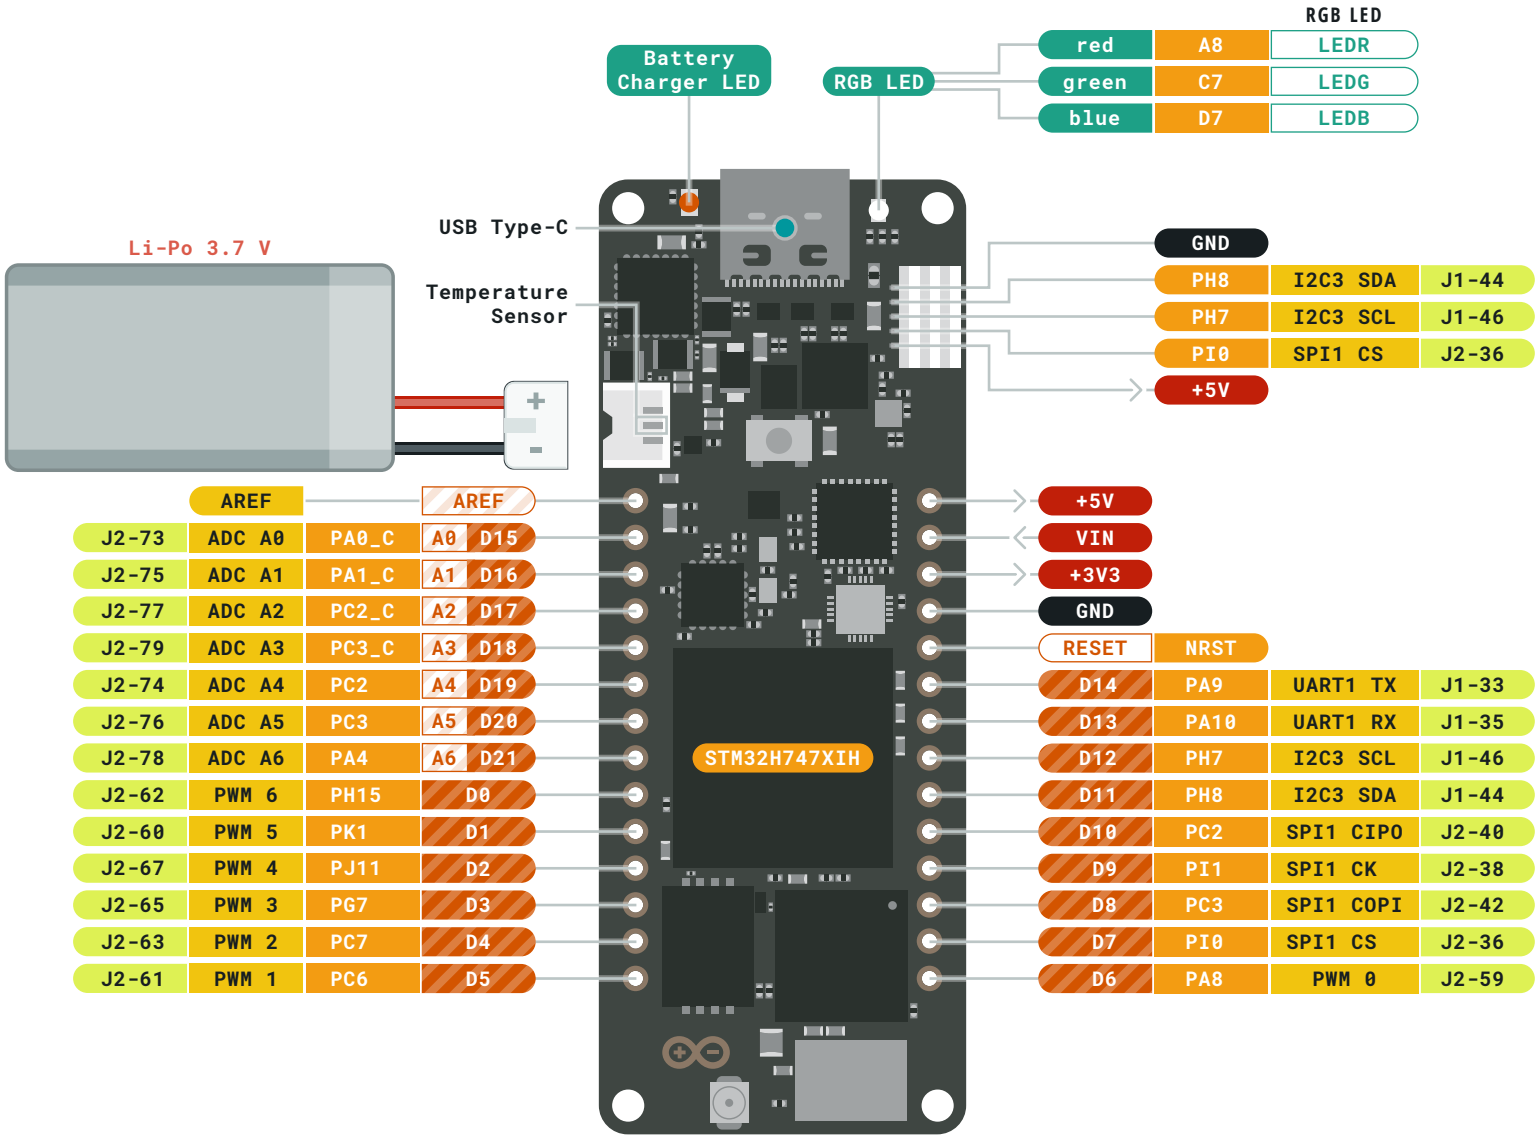 RGB LED
Battery
Charger LED
RGB LED
red A8 LEDR
green C7 LEDG
blue D7 LEDB
USB Type-C
Li-Po 3.7 V
Temperature
Sensor
GND
PH8 I2C3 SDA J1-44
PH7 I2C3 SCL J1-46
PI0 SPI1 CS J2-36
+5V
+
-
AREF AREF
J2-73 ADC A0 PA0_C A0 D15
J2-75 ADC A1 PA1_C A1 D16
J2-77 ADC A2 PC2_C A2 D17
J2-79 ADC A3 PC3_C A3 D18
J2-74 ADC A4 PC2 A4 D19
J2-76 ADC A5 PC3 A5 D20
J2-78 ADC A6 PA4 A6 D21
J2-62 PWM 6 PH15 D0
J2-60 PWM 5 PK1 D1
J2-67 PWM 4 PJ11 D2
J2-65 PWM 3 PG7 D3
J2-63 PWM 2 PC7 D4
J2-61 PWM 1 PC6 D5
STM32H747XIH
+5V
VIN
+3V3
GND
RESET NRST
D14 PA9 UART1 TX J1-33
D13 PA10 UART1 RX J1-35
D12 PH7 I2C3 SCL J1-46
D11 PH8 I2C3 SDA J1-44
D10 PC2 SPI1 CIPO J2-40
D9 PI1 SPI1 CK J2-38
D8 PC3 SPI1 COPI J2-42
D7 PI0 SPI1 CS J2-36
D6 PA8 PWM 0 J2-59